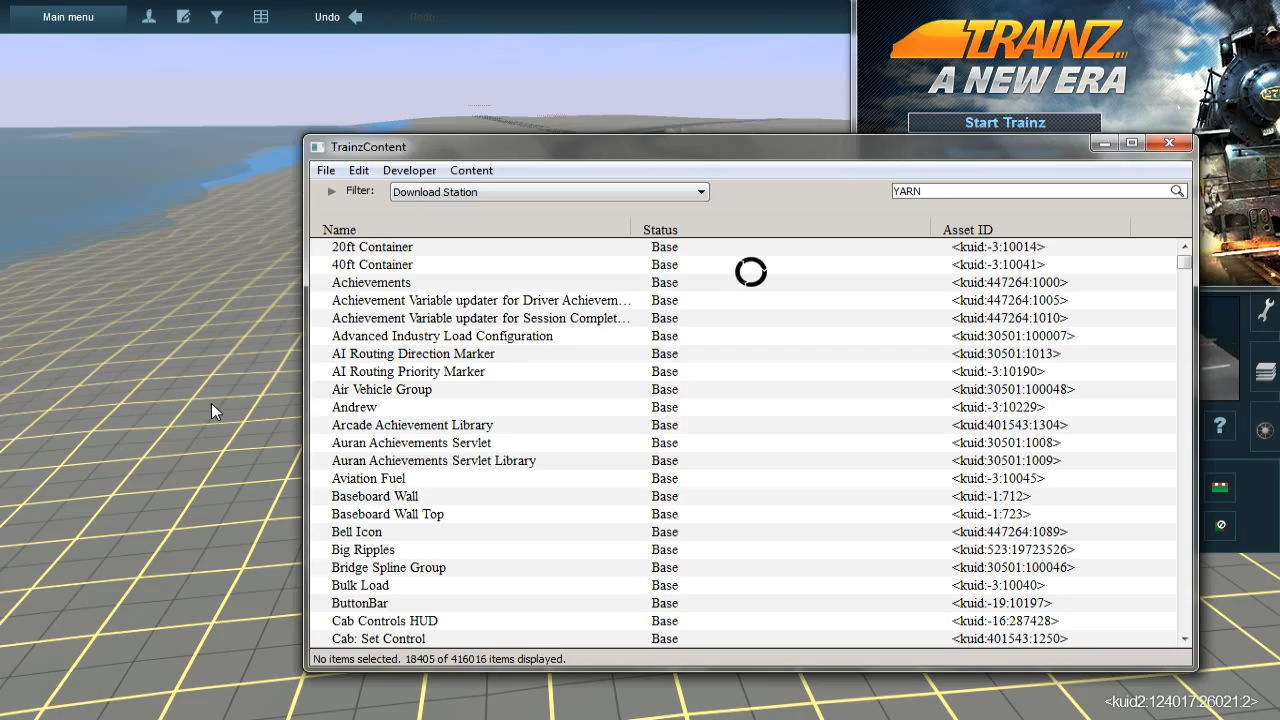 Main menu
Undo
Redo
TRAINZ
A NEW ERA
Start Trainz
TrainzContent
File Edit Developer Content
Filter: Download Station YARN
Name Status Asset ID
20ft Container Base <kuid:-3:10014>
40ft Container Base <kuid:-3:10041>
Achievements Base <kuid:447264:1000>
Achievement Variable updater for Driver Achievem... Base <kuid:447264:1005>
Achievement Variable updater for Session Complet... Base <kuid:447264:1010>
Advanced Industry Load Configuration Base <kuid:30501:100007>
AI Routing Direction Marker Base <kuid:30501:1013>
AI Routing Priority Marker Base <kuid:-3:10190>
Air Vehicle Group Base <kuid:30501:100048>
Andrew Base <kuid:-3:10229>
Arcade Achievement Library Base <kuid:401543:1304>
Auran Achievements Servlet Base <kuid:30501:1008>
Auran Achievements Servlet Library Base <kuid:30501:1009>
Aviation Fuel Base <kuid:-3:10045>
Baseboard Wall Base <kuid:-1:712>
Baseboard Wall Top Base <kuid:-1:723>
Bell Icon Base <kuid:447264:1089>
Big Ripples Base <kuid:523:19723526>
Bridge Spline Group Base <kuid:30501:100046>
Bulk Load Base <kuid:-3:10040>
ButtonBar Base <kuid:-19:10197>
Cab Controls HUD Base <kuid:-16:287428>
Cab: Set Control Base <kuid:401543:1250>
No items selected. 18405 of 416016 items displayed.
<kuid2:124017:26021:2>